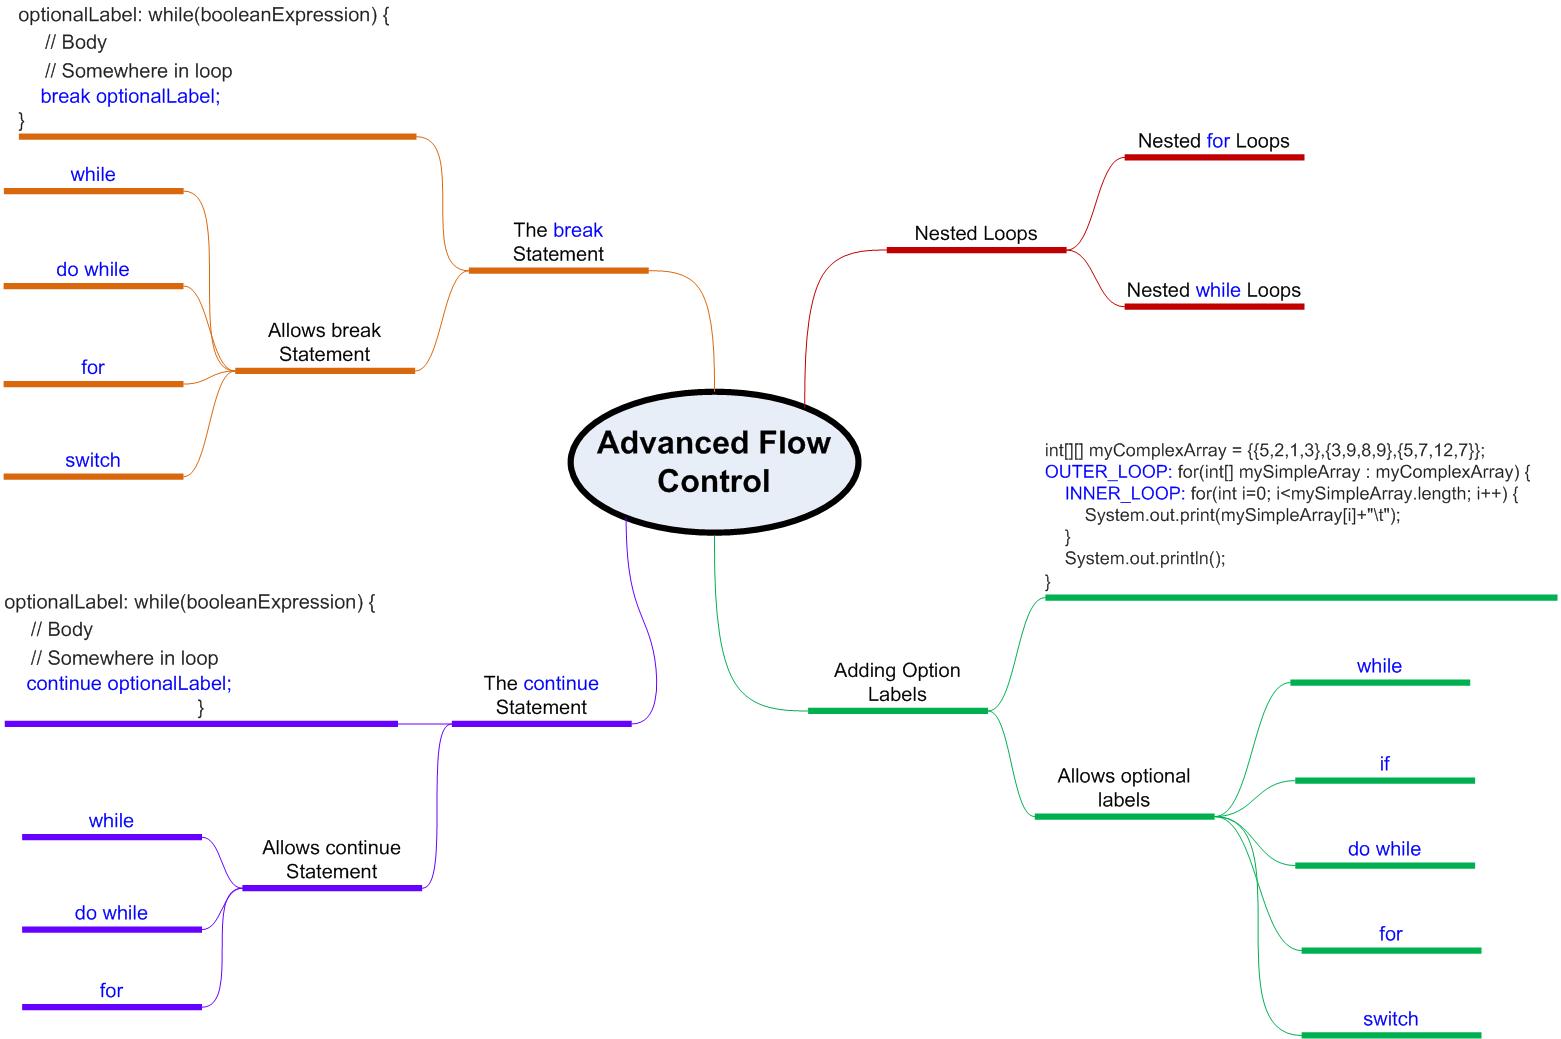 optionalLabel: while(booleanExpression) {
// Body
// Somewhere in loop
break optionalLabel;
}
while
do while
for
switch
Allows break
Statement
The break
Statement
Nested Loops
Nested for Loops
Nested while Loops
Advanced Flow
Control
int[][] myComplexArray = {{5,2,1,3},{3,9,8,9},{5,7,12,7}};
OUTER_LOOP: for(int[] mySimpleArray : myComplexArray) {
INNER_LOOP: for(int i=0; i<mySimpleArray.length; i++) {
System.out.print(mySimpleArray[i]+"\t");
}
System.out.println();
}
Adding Option
Labels
Allows optional
labels
while
if
do while
for
switch
optionalLabel: while(booleanExpression) {
// Body
// Somewhere in loop
continue optionalLabel;
}
The continue
Statement
Allows continue
Statement
while
do while
for